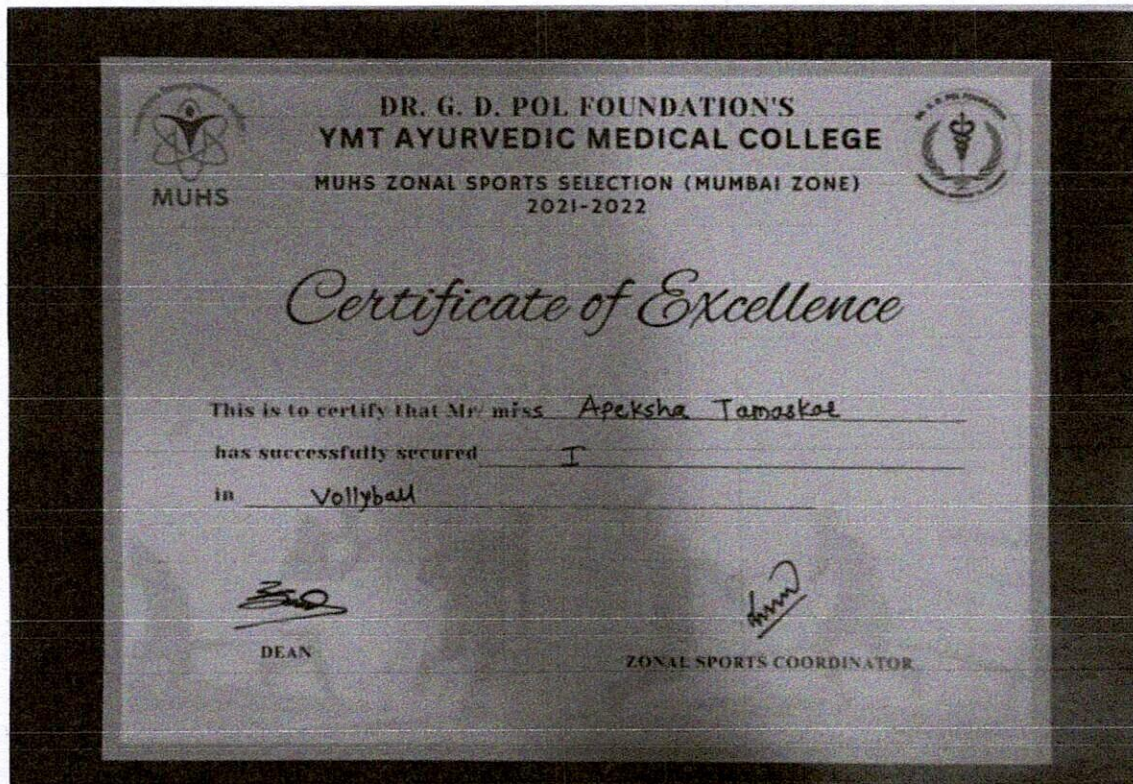 DR. G. D. POL FOUNDATION'S
YMT AYURVEDIC MEDICAL COLLEGE
MUHS ZONAL SPORTS SELECTION (MUMBAI ZONE)
2021-2022
MUHS
Certificate of Excellence
This is to certify that Mr/ miss Apeksha Tamaskar
has successfully secured I
in Vollyball
DEAN
ZONAL SPORTS COORDINATOR